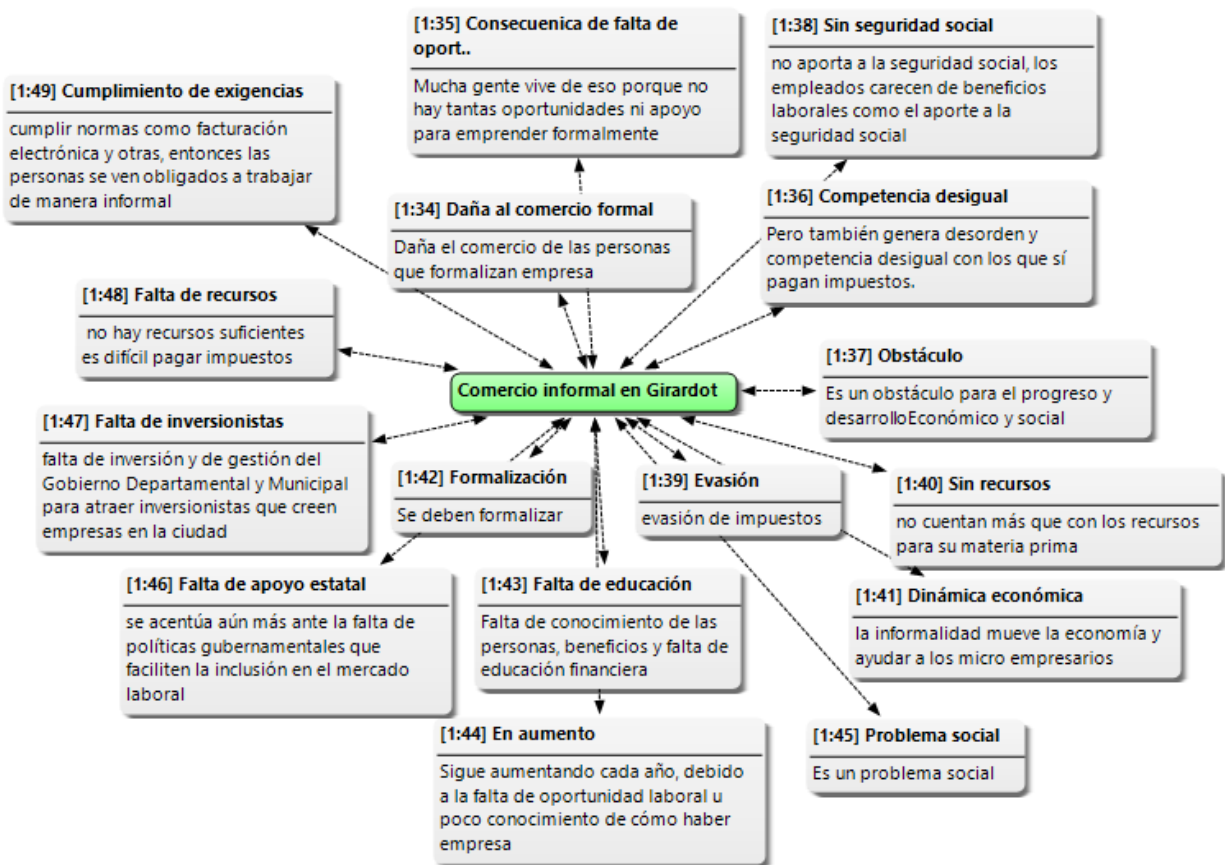 [1:35] Consecuenica de falta de
oport..
Mucha gente vive de eso porque no
hay tantas oportunidades ni apoyo
para emprender formalmente
[1:38] Sin seguridad social
no aporta a la seguridad social, los
empleados carecen de beneficios
laborales como el aporte a la
seguridad social
[1:49] Cumplimiento de exigencias
cumplir normas como facturación
electrónica y otras, entonces las
personas se ven obligados a trabajar
de manera informal
[1:34] Daña al comercio formal
Daña el comercio de las personas
que formalizan empresa
[1:36] Competencia desigual
Pero también genera desorden y
competencia desigual con los que sí
pagan impuestos.
[1:48] Falta de recursos
no hay recursos suficientes
es difícil pagar impuestos
[1:37] Obstáculo
Es un obstáculo para el progreso y
desarrolloEconómico y social
Comercio informal en Girardot
[1:47] Falta de inversionistas
falta de inversión y de gestión del
Gobierno Departamental y Municipal
para atraer inversionistas que creen
empresas en la ciudad
[1:42] Formalización
Se deben formalizar
[1:39] Evasión
evasión de impuestos
[1:40] Sin recursos
no cuentan más que con los recursos
para su materia prima
[1:46] Falta de apoyo estatal
se acentúa aún más ante la falta de
políticas gubernamentales que
faciliten la inclusión en el mercado
laboral
[1:43] Falta de educación
Falta de conocimiento de las
personas, beneficios y falta de
educación financiera
[1:41] Dinámica económica
la informalidad mueve la economía y
ayudar a los micro empresarios
[1:44] En aumento
Sigue aumentando cada año, debido
a la falta de oportunidad laboral u
poco conocimiento de cómo haber
empresa
[1:45] Problema social
Es un problema social